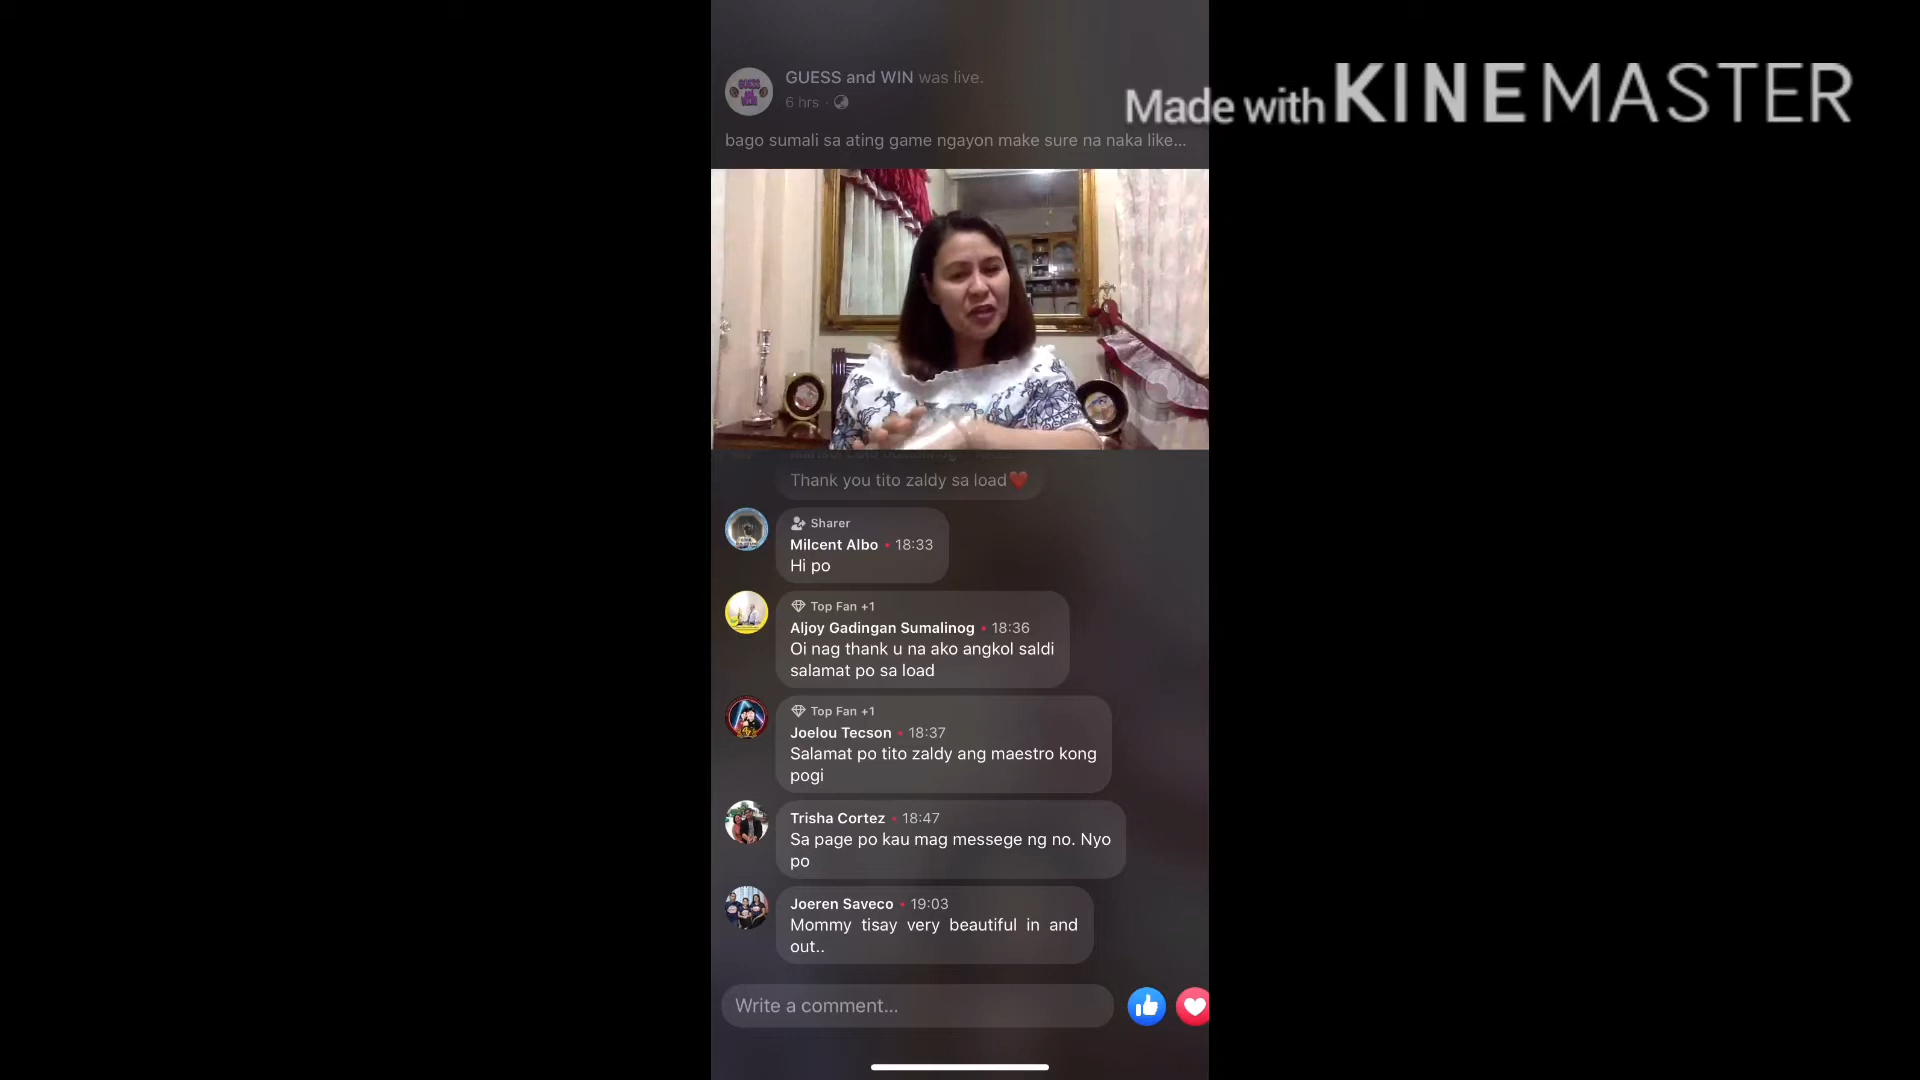 GUESS and WIN was live.
6 hrs ·
Made with KINEMASTER
bago sumali sa ating game ngayon make sure na naka like...
Thank you tito zaldy sa load❤️
Sharer
Milcent Albo • 18:33
Hi po
Top Fan +1
Aljoy Gadingan Sumalinog • 18:36
Oi nag thank u na ako angkol saldi
salamat po sa load
Top Fan +1
Joelou Tecson • 18:37
Salamat po tito zaldy ang maestro kong
pogi
Trisha Cortez • 18:47
Sa page po kau mag messege ng no. Nyo
po
Joeren Saveco • 19:03
Mommy tisay very beautiful in and
out..
Write a comment...